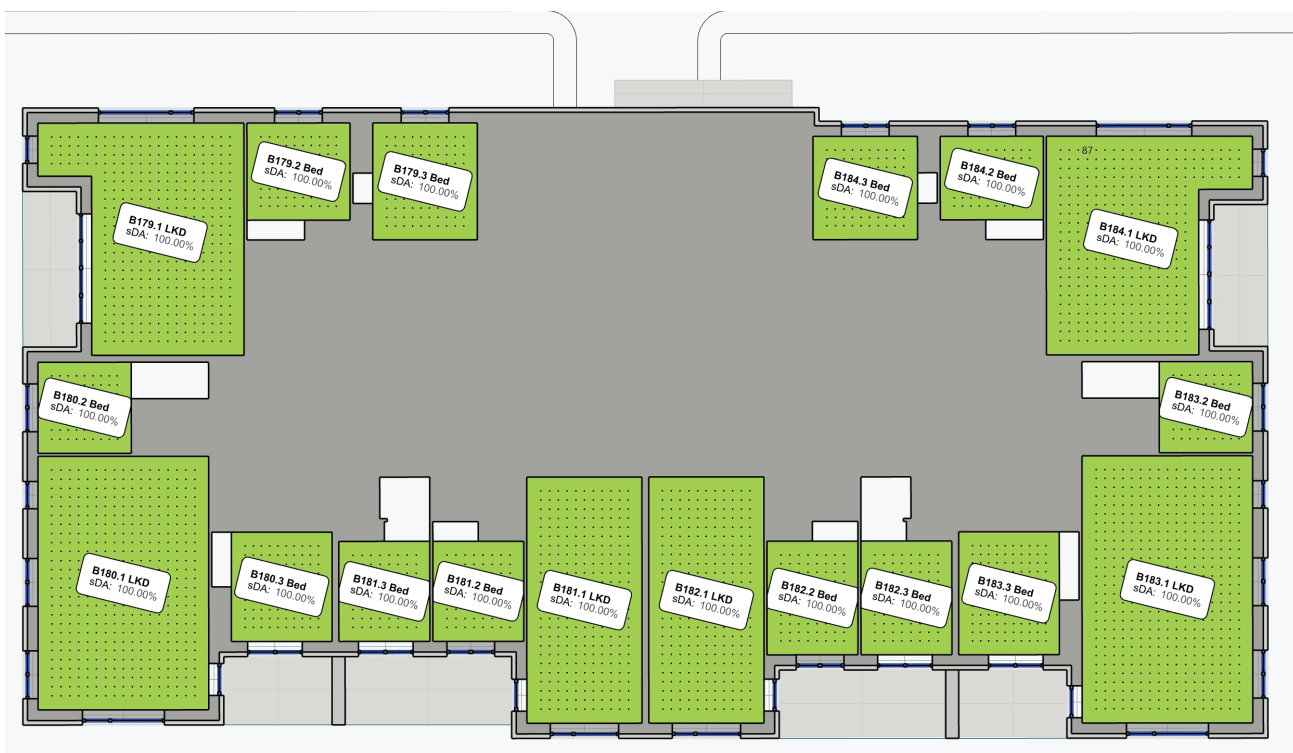 B179.2 Bed
sDA: 100.00%
B179.3 Bed
sDA: 100.00%
B184.3 Bed
sDA: 100.00%
B184.2 Bed
sDA: 100.00%
87
B179.1 LKD
sDA: 100.00%
B184.1 LKD
sDA: 100.00%
B180.2 Bed
sDA: 100.00%
B183.2 Bed
sDA: 100.00%
B180.1 LKD
sDA: 100.00%
B180.3 Bed
sDA: 100.00%
B181.3 Bed
sDA: 100.00%
B181.2 Bed
sDA: 100.00%
B181.1 LKD
sDA: 100.00%
B182.1 LKD
sDA: 100.00%
B182.2 Bed
sDA: 100.00%
B182.3 Bed
sDA: 100.00%
B183.3 Bed
sDA: 100.00%
B183.1 LKD
sDA: 100.00%